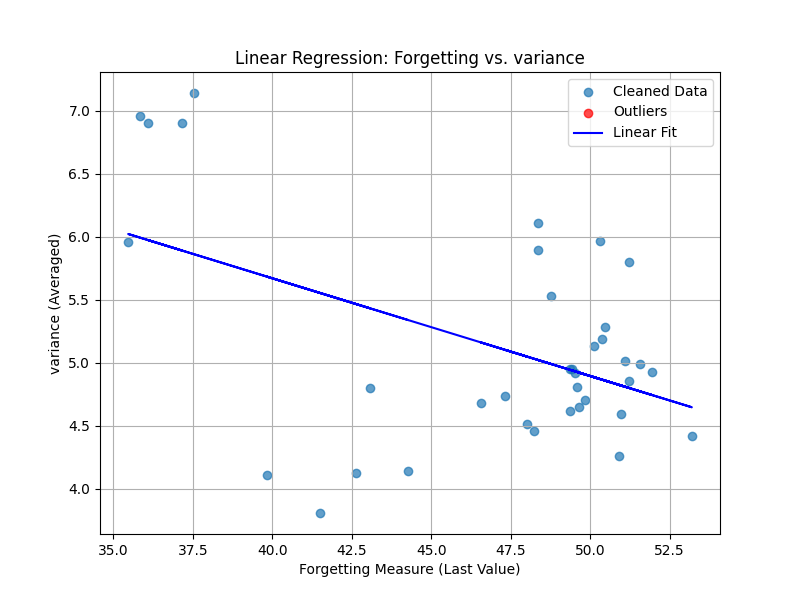 Linear Regression: Forgetting vs. variance
Cleaned Data
Outliers
Linear Fit
7.0
6.5
6.0
5.5
5.0
4.5
4.0
variance (Averaged)
35.0 37.5 40.0 42.5 45.0 47.5 50.0 52.5
Forgetting Measure (Last Value)